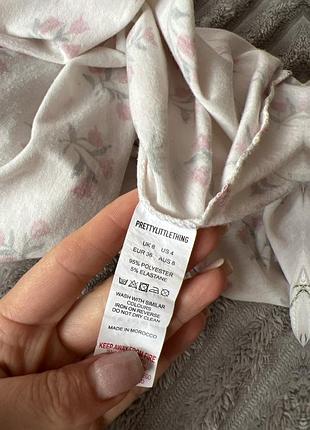 PRETTYLITTLETHING
UK 8 US 4
EUR 36 AUS 8
95% POLYESTER
5% ELASTANE
WASH WITH SIMILAR
COLOURS
IRON ON REVERSE
DO NOT DRY CLEAN
MADE IN MOROCCO
KEEP AWAY FROM FIRE